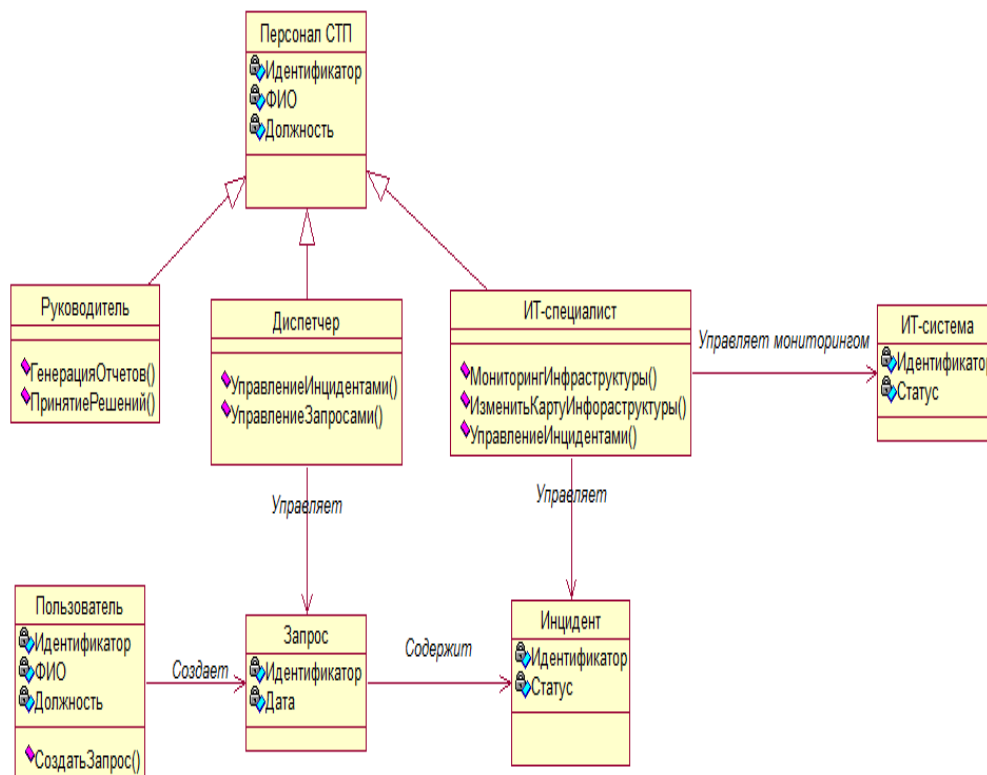 Персонал СТП
Идентификатор
ФИО
Должность
Руководитель
ГенерацияОтчетов()
ПринятиеРешений()
Диспетчер
УправлениеИнцидентами()
УправлениеЗапросами()
ИТ-специалист
МониторингИнфраструктуры()
ИзменитьКартуИнфораструктуры()
УправлениеИнцидентами()
Управляет мониторингом
ИТ-система
Идентификатор
Статус
Управляет
Управляет
Пользователь
Идентификатор
ФИО
Должность
СоздатьЗапрос()
Создает
Запрос
Идентификатор
Дата
Содержит
Инцидент
Идентификатор
Статус